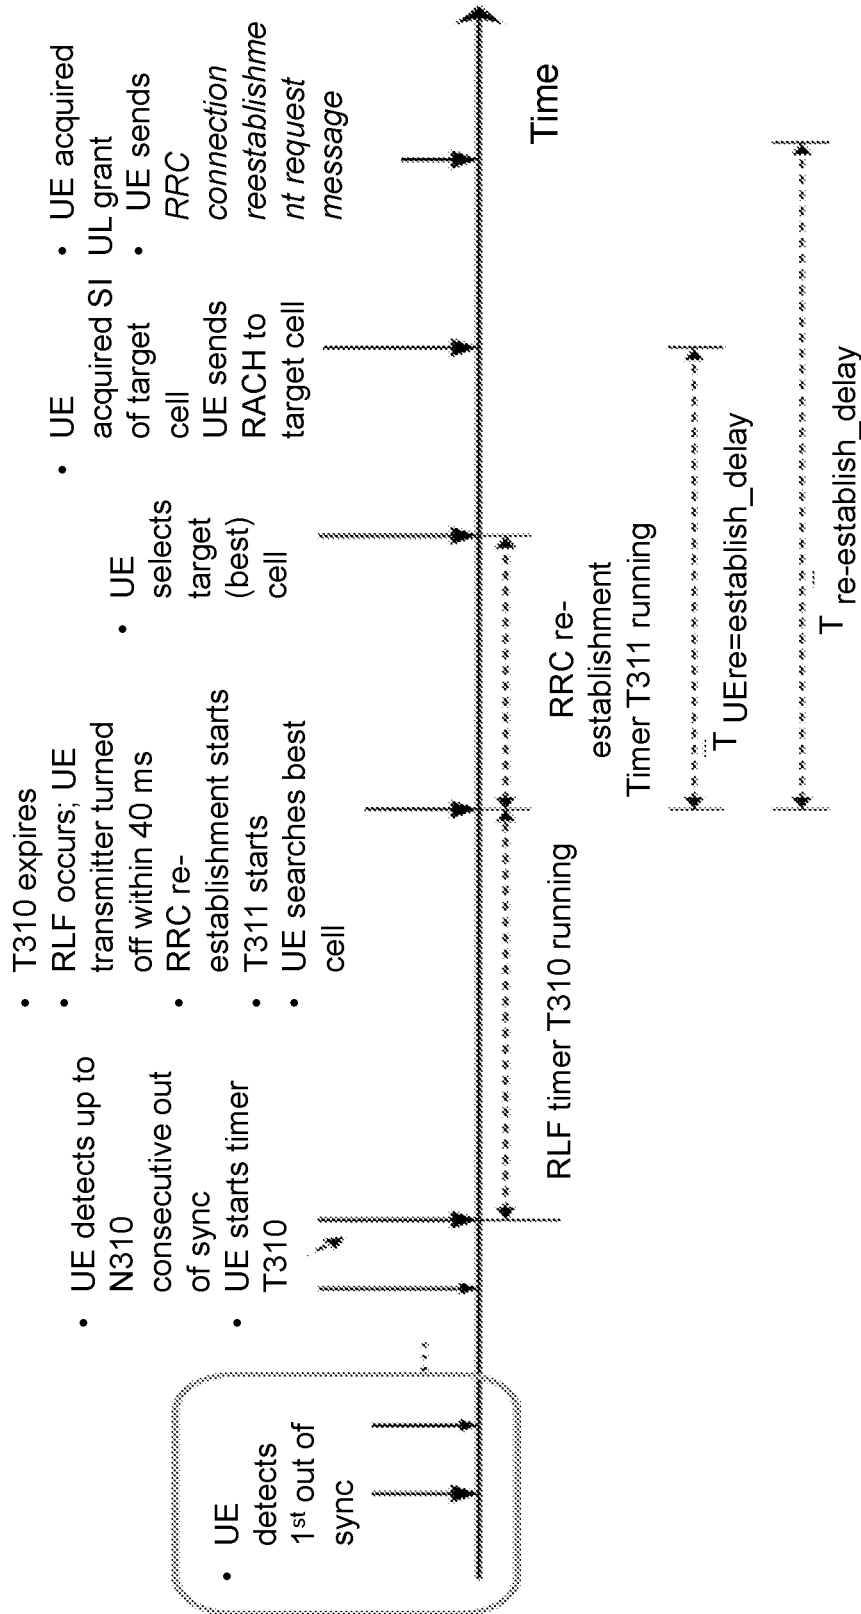 • UE
detects
1st out of
sync
...
• UE detects up to
N310
consecutive out
of sync
• UE starts timer
T310
• T310 expires
• RLF occurs; UE
transmitter turned
off within 40 ms
• RRC re-
establishment starts
• T311 starts
• UE searches best
cell
• UE
selects
target
(best)
cell
• UE
acquired SI
of target
cell
UE sends
RACH to
target cell
• UE acquired
UL grant
• UE sends
RRC
connection
reestablishme
nt request
message
Time
RLF timer T310 running
RRC re-
establishment
Timer T311 running
T UEre=establish_delay
T re-establish_delay